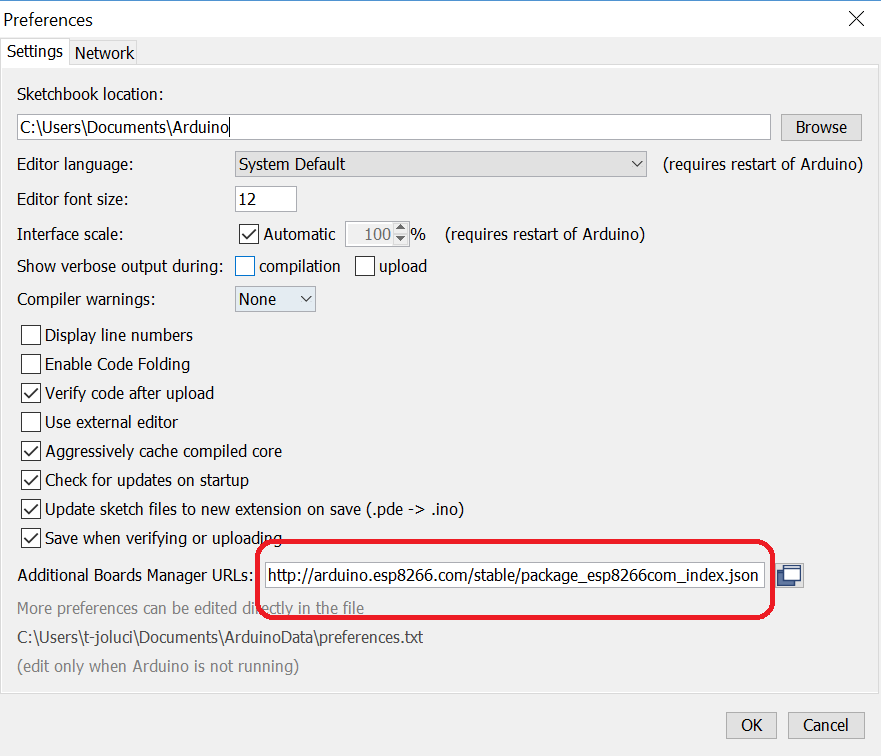 Preferences
Settings Network
Sketchbook location:
C:\Users\Documents\Arduino Browse
Editor language: System Default (requires restart of Arduino)
Editor font size: 12
Interface scale: Automatic 100 % (requires restart of Arduino)
Show verbose output during: compilation upload
Compiler warnings: None
Display line numbers
Enable Code Folding
Verify code after upload
Use external editor
Aggressively cache compiled core
Check for updates on startup
Update sketch files to new extension on save (.pde -> .ino)
Save when verifying or uploading
Additional Boards Manager URLs: http://arduino.esp8266.com/stable/package_esp8266com_index.json
More preferences can be edited directly in the file
C:\Users\t-joluci\Documents\ArduinoData\preferences.txt
(edit only when Arduino is not running)
OK Cancel